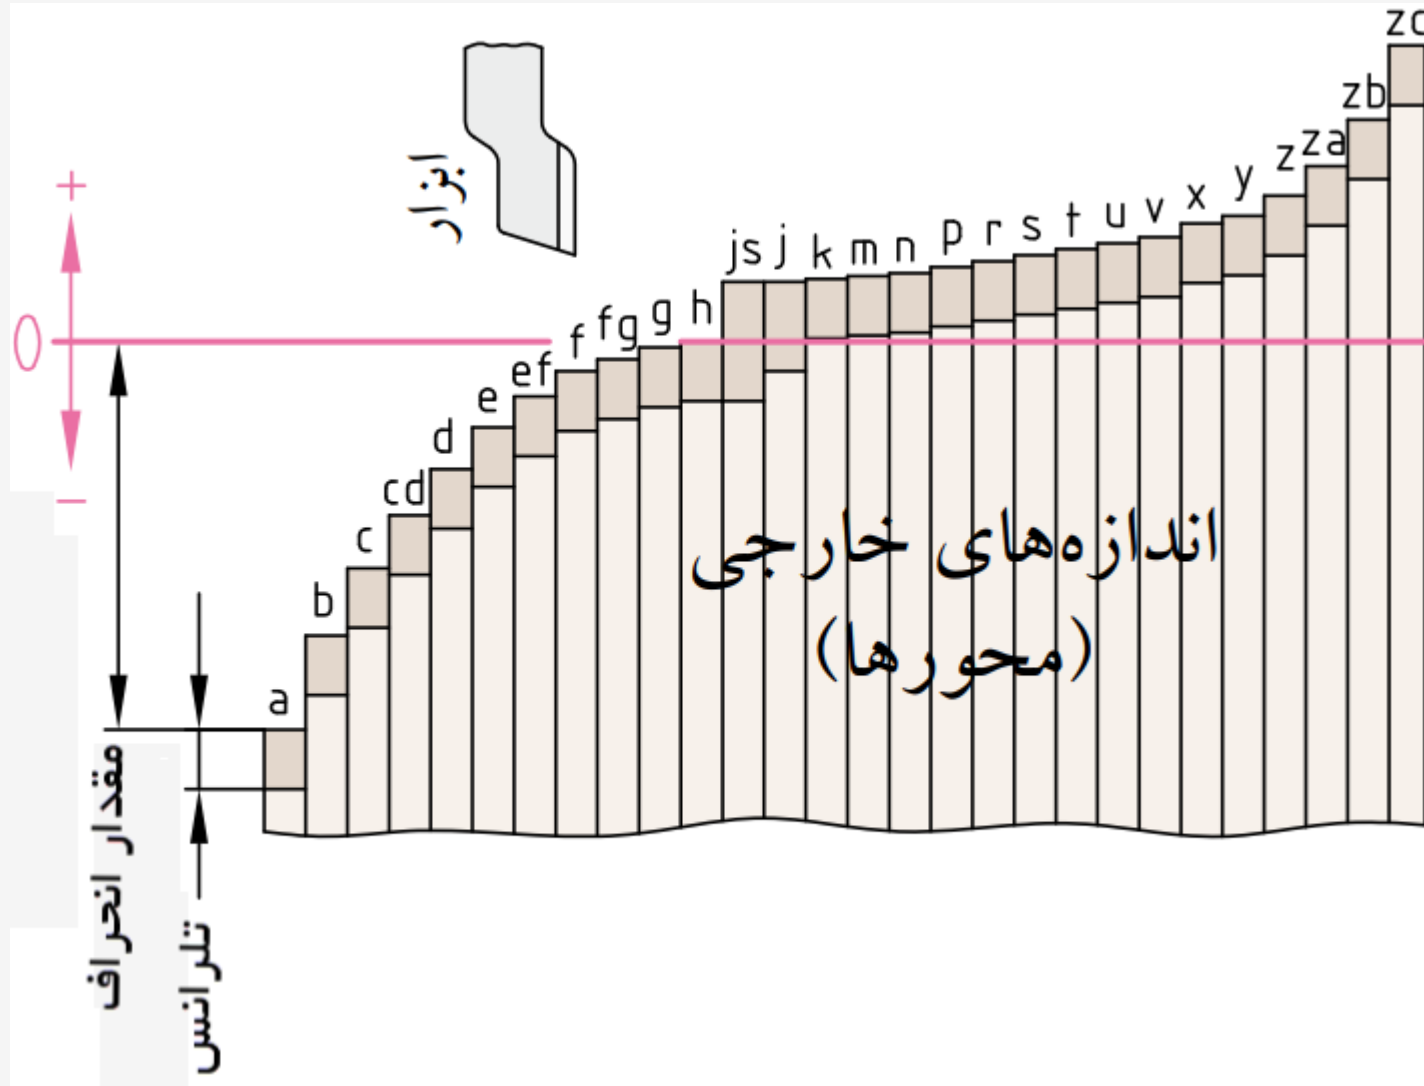 zc
zb
za
z
y
x
v
u
t
s
r
p
n
m
k
j
js
h
g
fg
f
ef
e
d
cd
c
b
a
ابزار
+
0
−
اندازه‌های خارجی
(محورها)
مقدار انحراف
تلرانس